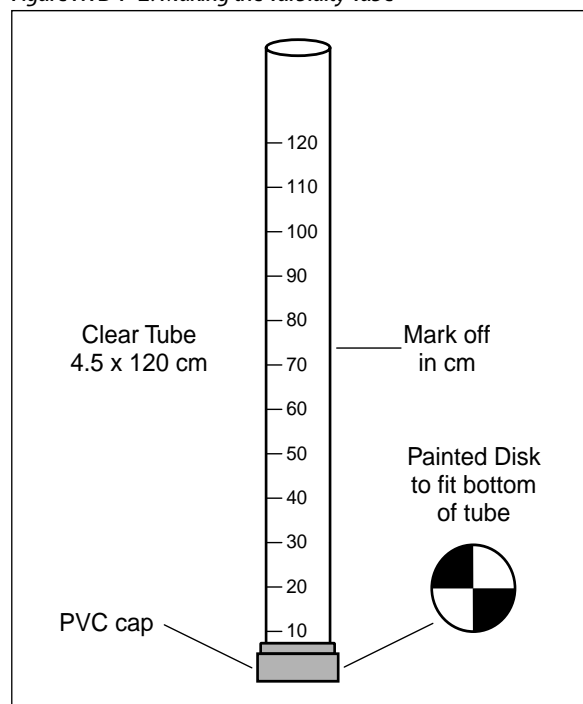 120
110
100
90
80
70
60
50
40
30
20
10
Clear Tube
4.5 x 120 cm
Mark off
in cm
Painted Disk
to fit bottom
of tube
PVC cap